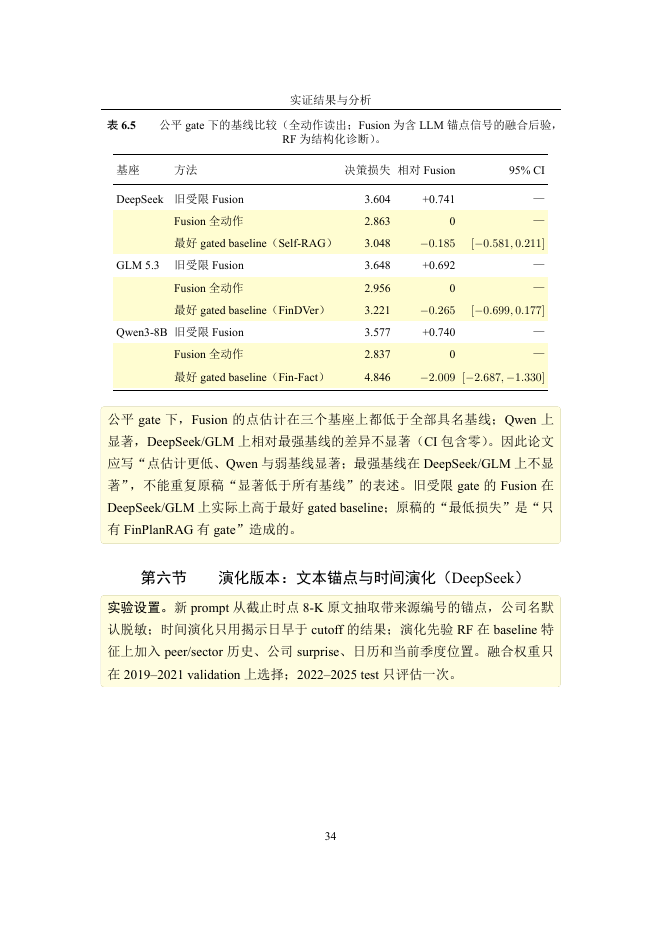 实证结果与分析
表 6.5 公平 gate 下的基线比较（全动作读出；Fusion 为含 LLM 锚点信号的融合后验，
RF 为结构化诊断）。
基座 方法 决策损失 相对 Fusion 95% CI
DeepSeek 旧受限 Fusion 3.604 +0.741 —
Fusion 全动作 2.863 0 —
最好 gated baseline（Self-RAG） 3.048 −0.185 [−0.581, 0.211]
GLM 5.3 旧受限 Fusion 3.648 +0.692 —
Fusion 全动作 2.956 0 —
最好 gated baseline（FinDVer） 3.221 −0.265 [−0.699, 0.177]
Qwen3-8B 旧受限 Fusion 3.577 +0.740 —
Fusion 全动作 2.837 0 —
最好 gated baseline（Fin-Fact） 4.846 −2.009 [−2.687, −1.330]
公平 gate 下，Fusion 的点估计在三个基座上都低于全部具名基线；Qwen 上
显著，DeepSeek/GLM 上相对最强基线的差异不显著（CI 包含零）。因此论文
应写“点估计更低、Qwen 与弱基线显著；最强基线在 DeepSeek/GLM 上不显
著”，不能重复原稿“显著低于所有基线”的表述。旧受限 gate 的 Fusion 在
DeepSeek/GLM 上实际上高于最好 gated baseline；原稿的“最低损失”是“只
有 FinPlanRAG 有 gate”造成的。
第六节 演化版本：文本锚点与时间演化（DeepSeek）
实验设置。新 prompt 从截止时点 8-K 原文抽取带来源编号的锚点，公司名默
认脱敏；时间演化只用揭示日早于 cutoff 的结果；演化先验 RF 在 baseline 特
征上加入 peer/sector 历史、公司 surprise、日历和当前季度位置。融合权重只
在 2019–2021 validation 上选择；2022–2025 test 只评估一次。
34